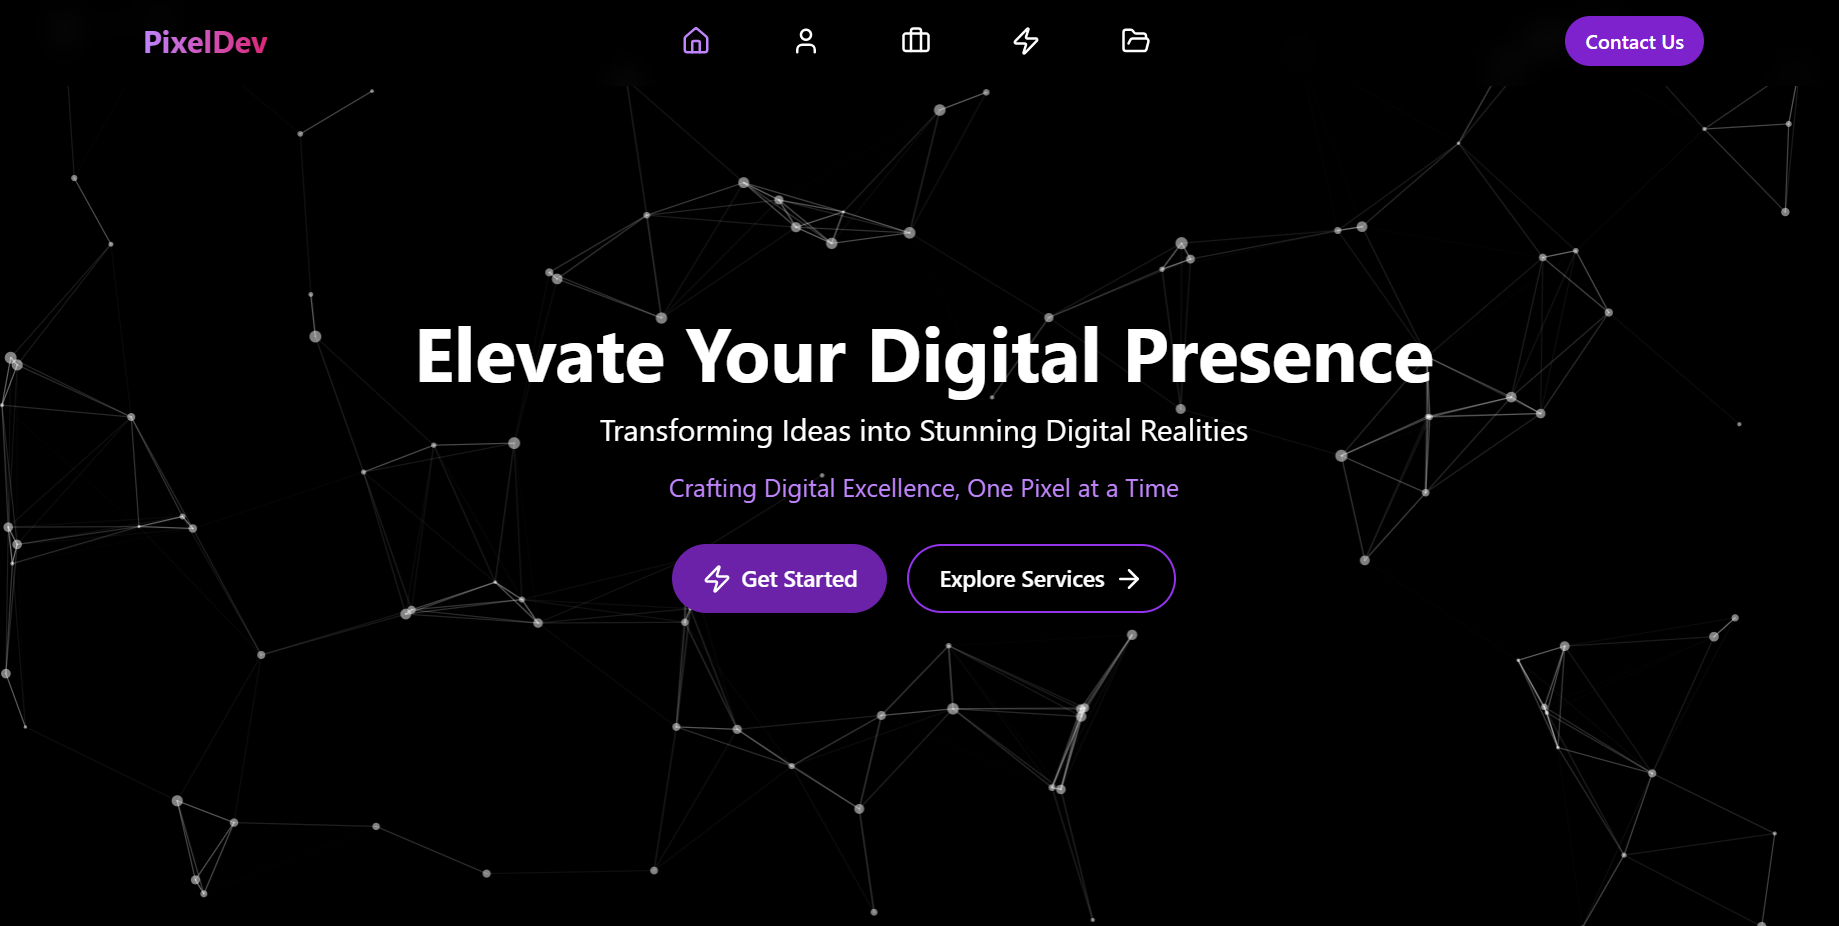 PixelDev
Contact Us
Elevate Your Digital Presence
Transforming Ideas into Stunning Digital Realities
Crafting Digital Excellence, One Pixel at a Time
Get Started
Explore Services